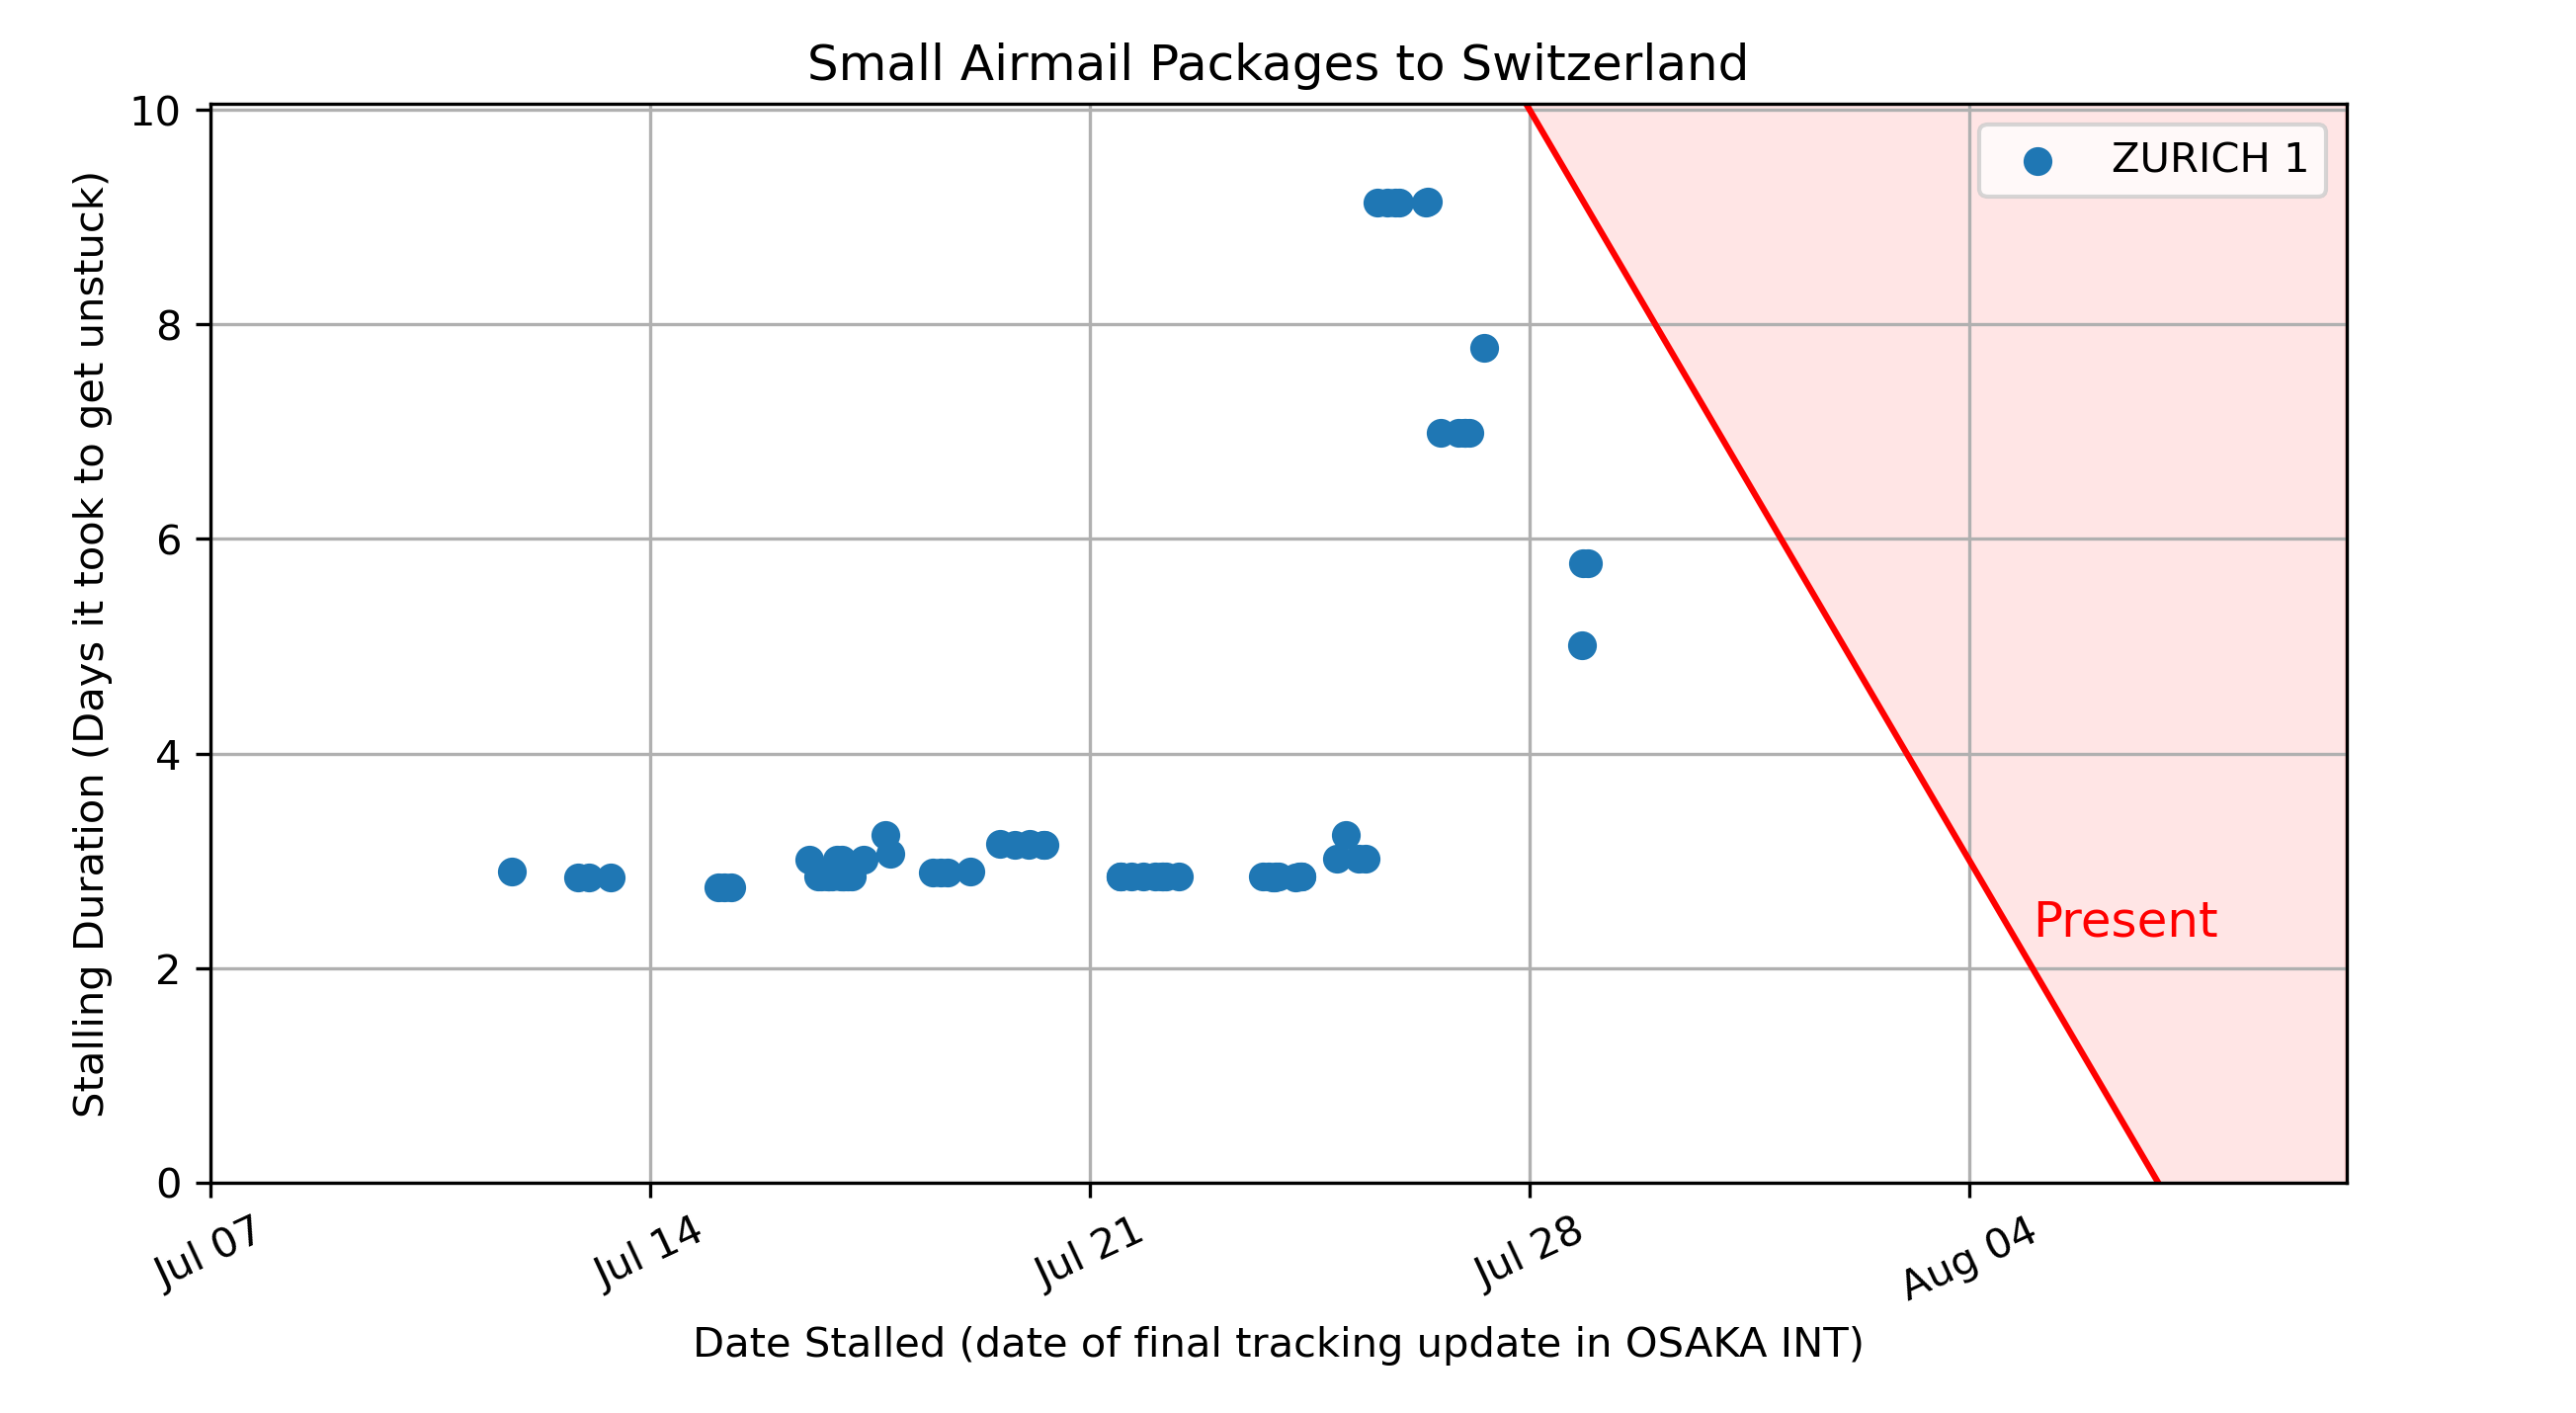 Small Airmail Packages to Switzerland
Stalling Duration (Days it took to get unstuck)
10
8
6
4
2
0
ZURICH 1
Present
Jul 07
Jul 14
Jul 21
Jul 28
Aug 04
Date Stalled (date of final tracking update in OSAKA INT)